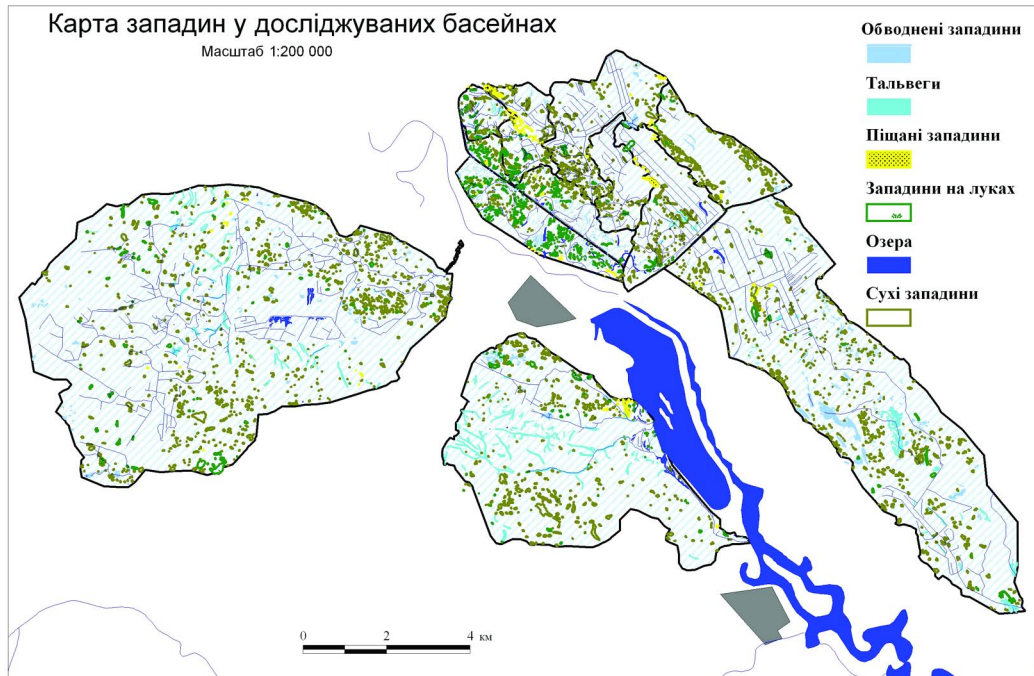 Карта западин у досліджуваних басейнах
Масштаб 1:200 000
Обводнені западини
Тальвеги
Піщані западини
Западини на луках
Озера
Сухі западини
0 2 4 км